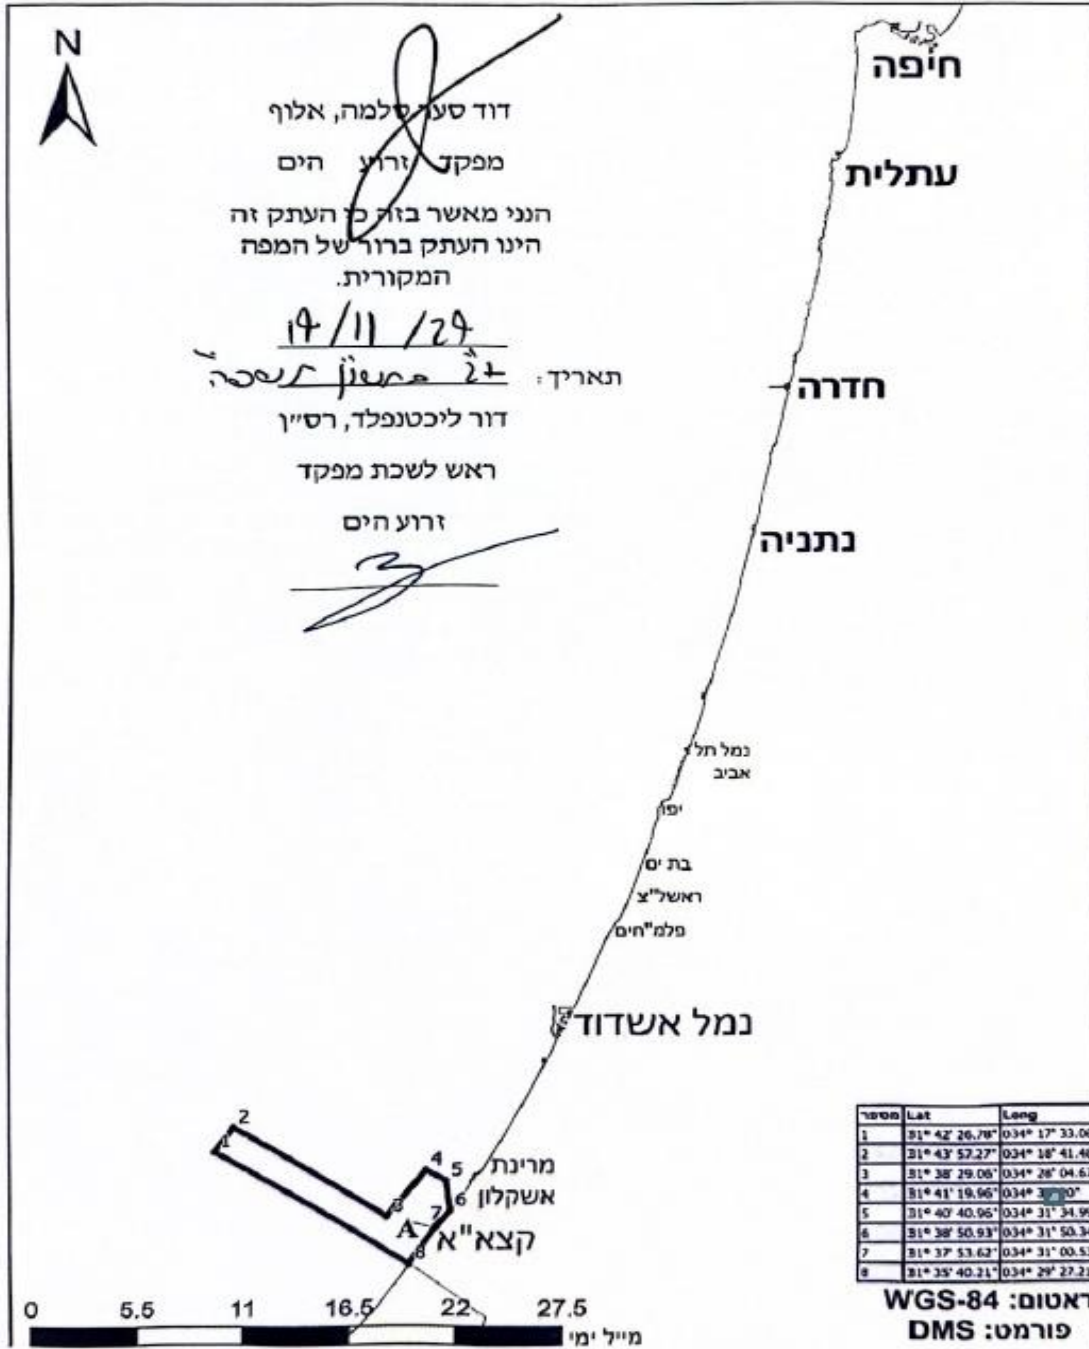 N
דוד סער סלמה, אלוף
מפקד זרוע הים
הנני מאשר בזה כי העתק זה
הינו העתק ברור של המפה
המקורית.
14/11/24
תאריך:
דור ליכטנפלד, רס"ן
ראש לשכת מפקד
זרוע הים
חיפה
עתלית
חדרה
נתניה
נמל תל
אביב
יפו
בת ים
ראשל"צ
פלמ"חים
נמל אשדוד
מרינת
אשקלון
קצא"א
A
1
2
3
4
5
6
7
8
מספר Lat Long
1 31° 42' 26.78" 034° 17' 33.0
2 31° 43' 57.27" 034° 18' 41.4
3 31° 38' 29.06" 034° 28' 04.6
4 31° 41' 19.96" 034°
5 31° 40' 40.96" 034° 31' 34.9
6 31° 38' 50.93" 034° 31' 50.3
7 31° 37' 53.62" 034° 31' 00.5
8 31° 35' 40.21" 034° 29' 27.2
ראטום: WGS-84
פורמט: DMS
0 5.5 11 16.5 22 27.5
מייל ימי